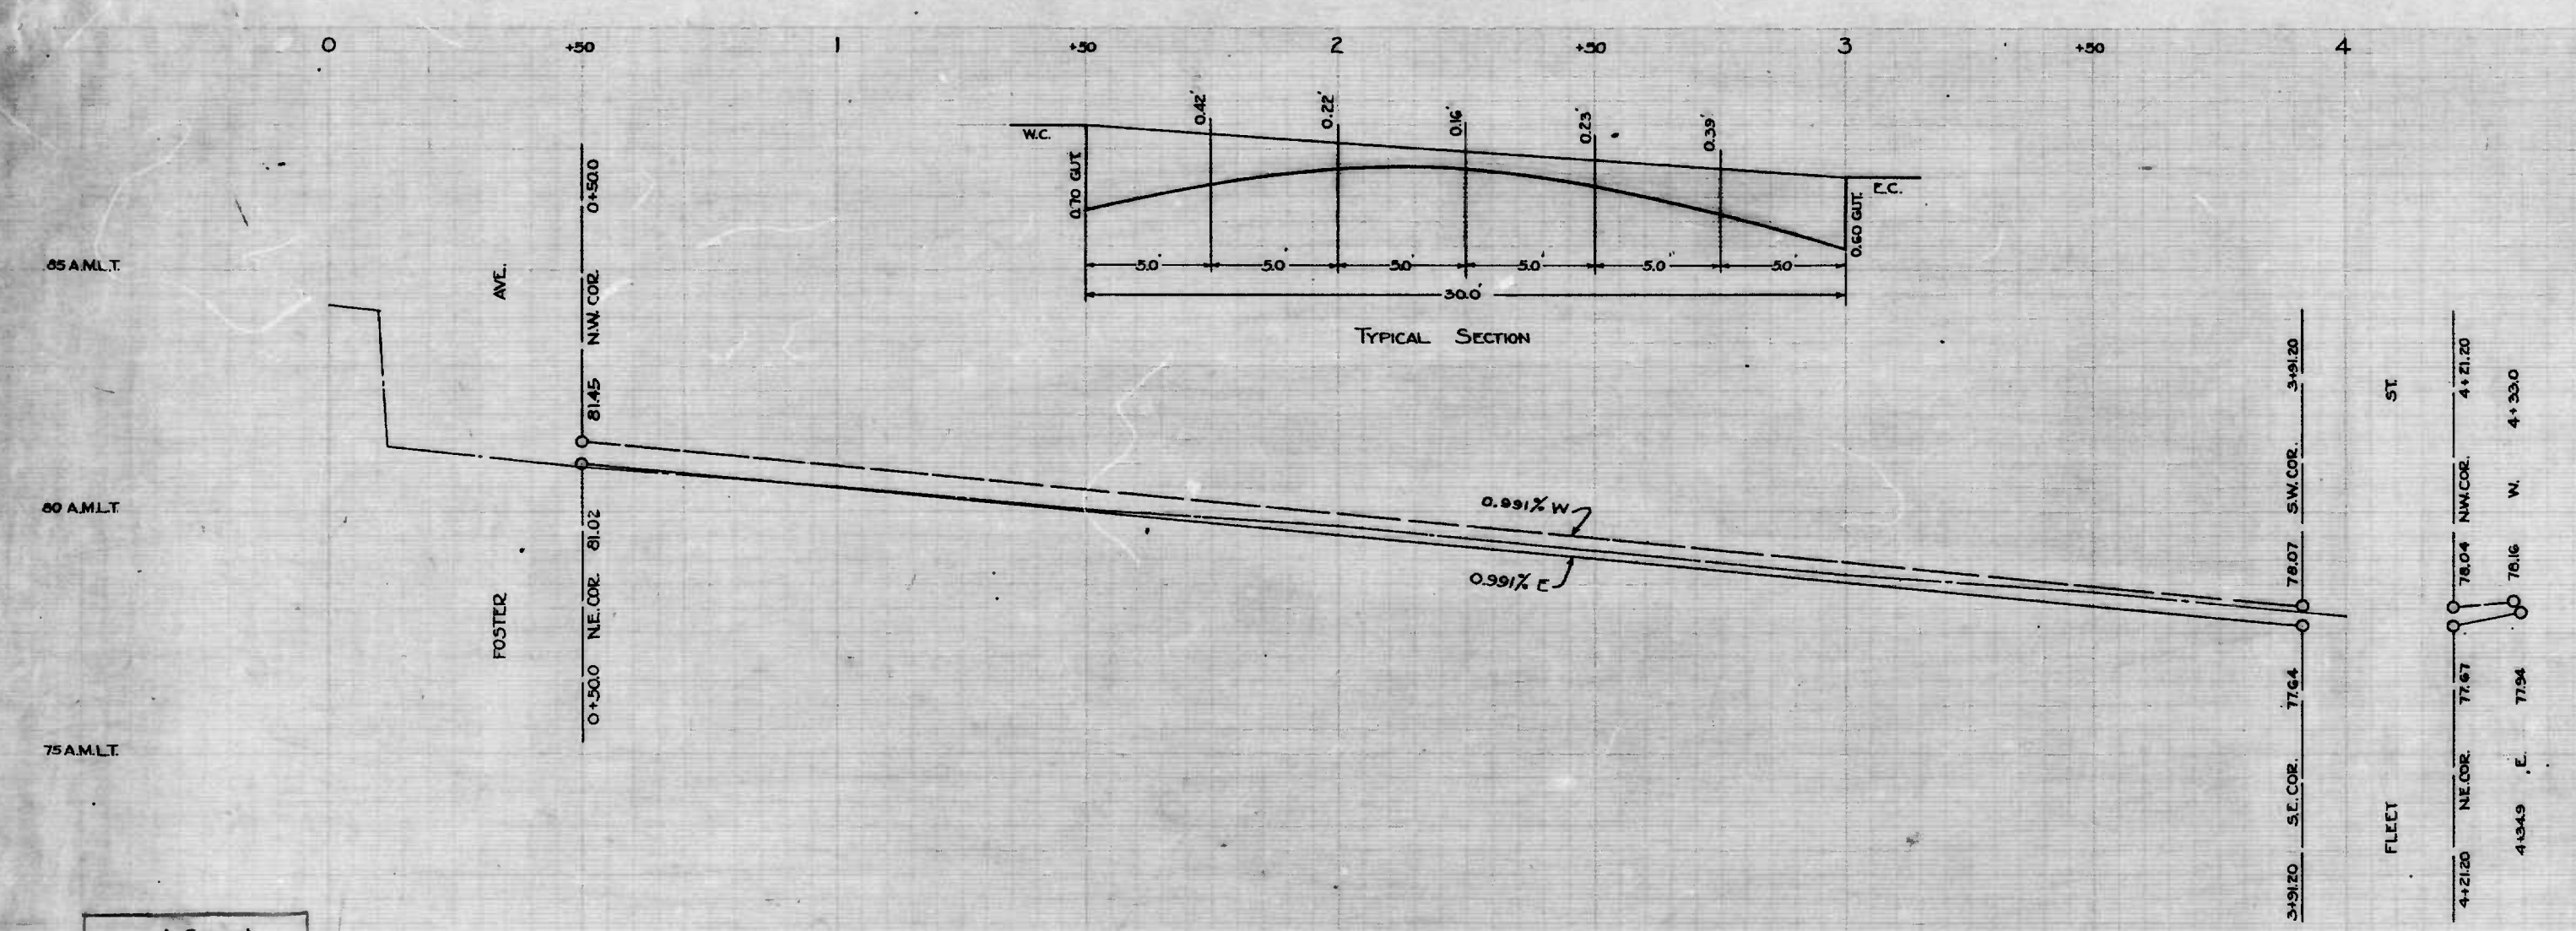 0 +50 1 +50 2 +50 3 +50 4
W.C.
0.70 GUT.
0.42'
0.22'
0.16'
0.23'
0.39'
E.C.
0.60 GUT.
5.0' 5.0 5.0' 5.0' 5.0' 5.0'
30.0'
TYPICAL SECTION
85 A.M.L.T.
80 A.M.L.T.
75 A.M.L.T.
FOSTER AVE.
81.45 N.W. COR. 0+50.0
0+50.0 N.E. COR. 81.02
0.991% W
0.991% E
78.07 S.W. COR. 3+91.20
3+91.20 S.E. COR. 77.64
FLEET ST.
78.04 N.W. COR. 4+21.20
4+21.20 N.E. COR. 77.67
78.16 W. 4+33.0
4+34.9 E. 77.94